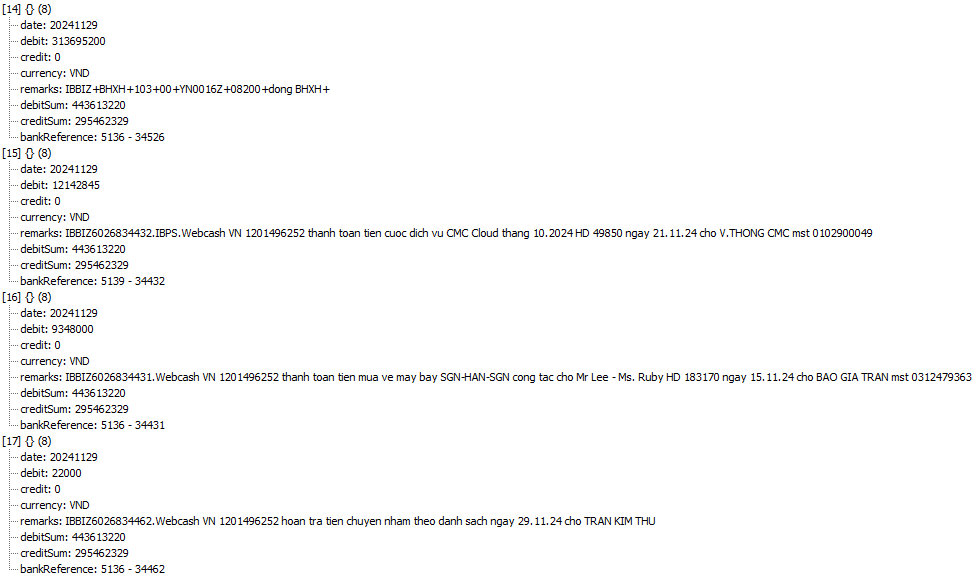 [14] {} (8)
date: 20241129
debit: 313695200
credit: 0
currency: VND
remarks: IBBIZ+BHXH+103+00+YN0016Z+08200+dong BHXH+
debitSum: 443613220
creditSum: 295462329
bankReference: 5136 - 34526
[15] {} (8)
date: 20241129
debit: 12142845
credit: 0
currency: VND
remarks: IBBIZ6026834432.IBPS.Webcash VN 1201496252 thanh toan tien cuoc dich vu CMC Cloud thang 10.2024 HD 49850 ngay 21.11.24 cho V.THONG CMC mst 0102900049
debitSum: 443613220
creditSum: 295462329
bankReference: 5139 - 34432
[16] {} (8)
date: 20241129
debit: 9348000
credit: 0
currency: VND
remarks: IBBIZ6026834431.Webcash VN 1201496252 thanh toan tien mua ve may bay SGN-HAN-SGN cong tac cho Mr Lee - Ms. Ruby HD 183170 ngay 15.11.24 cho BAO GIA TRAN mst 0312479363
debitSum: 443613220
creditSum: 295462329
bankReference: 5136 - 34431
[17] {} (8)
date: 20241129
debit: 22000
credit: 0
currency: VND
remarks: IBBIZ6026834462.Webcash VN 1201496252 hoan tra tien chuyen nham theo danh sach ngay 29.11.24 cho TRAN KIM THU
debitSum: 443613220
creditSum: 295462329
bankReference: 5136 - 34462